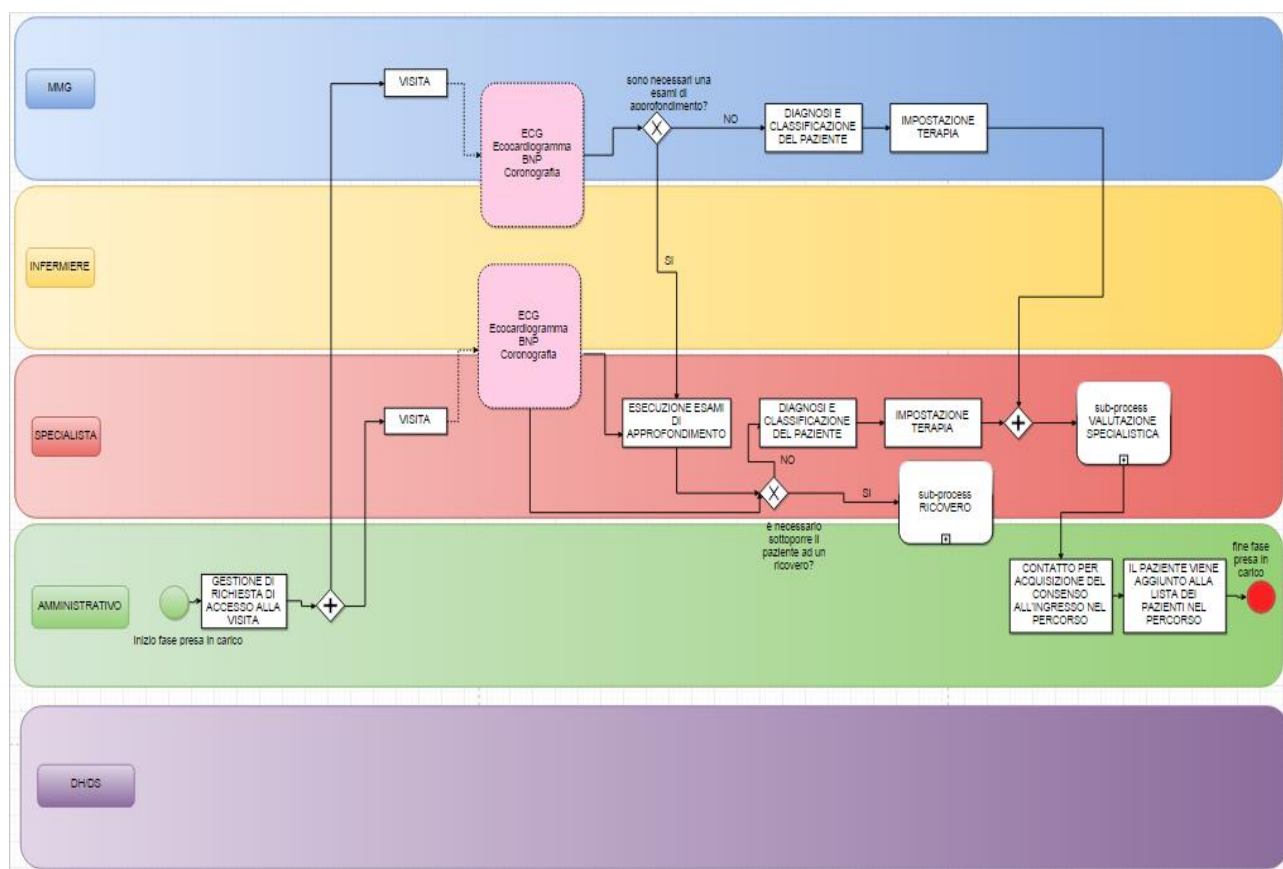 MMG
VISITA
ECG
Ecocardiogramma
BNP
Coronografia
sono necessari una
esami di
approfondimento?
NO
SI
DIAGNOSI E
CLASSIFICAZIONE
DEL PAZIENTE
IMPOSTAZIONE
TERAPIA
INFERMIERE
ECG
Ecocardiogramma
BNP
Coronografia
SPECIALISTA
VISITA
ESECUZIONE ESAMI
DI
APPROFONDIMENTO
DIAGNOSI E
CLASSIFICAZIONE
DEL PAZIENTE
IMPOSTAZIONE
TERAPIA
sub-process
VALUTAZIONE
SPECIALISTICA
NO
SI
sub-process
RICOVERO
è necessario
sottoporre il
paziente ad un
ricovero?
AMMINISTRATIVO
Inizio fase presa in carico
GESTIONE DI
RICHIESTA DI
ACCESSO ALLA
VISITA
CONTATTO PER
ACQUISIZIONE DEL
CONSENSO
ALL'INGRESSO NEL
PERCORSO
IL PAZIENTE VIENE
AGGIUNTO ALLA
LISTA DEI
PAZIENTI NEL
PERCORSO
fine fase
presa in
carico
DH/DS